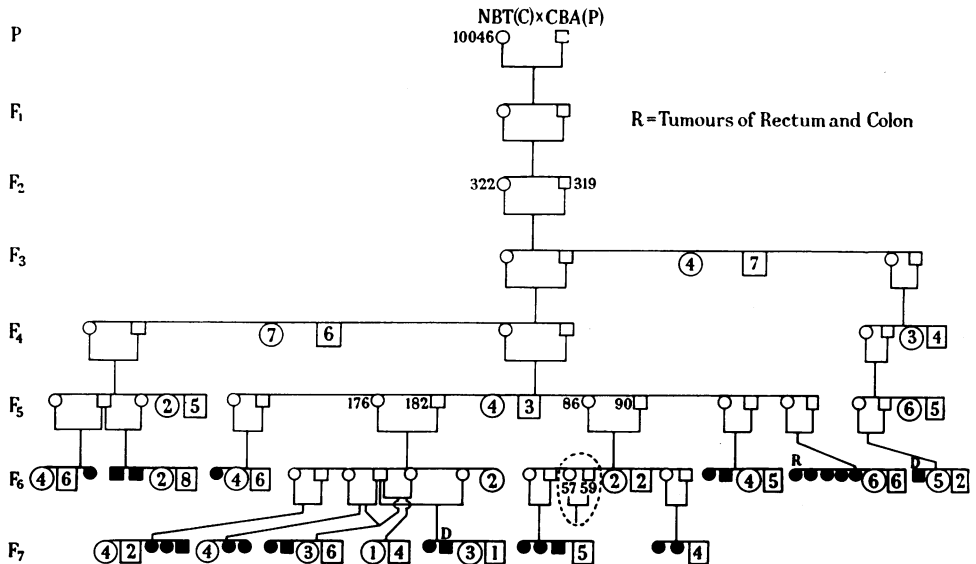 NBT(C)×CBA(P)
P 10046
F₁
R=Tumours of Rectum and Colon
F₂ 322 319
F₃ 4 7
F₄ 7 6 3 4
F₅ 2 5 176 182 4 3 86 90 6 5
R D
F₆ 4 6 2 8 4 6 2 57 59 2 2 4 5 6 6 5 2
D
F₇ 4 2 4 3 6 1 4 3 1 5 4